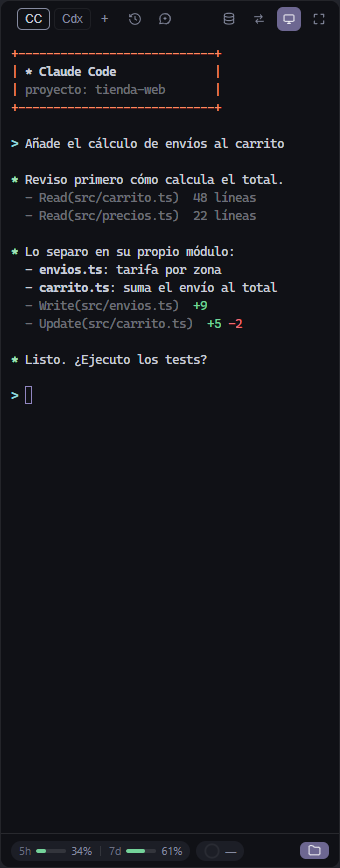 CC Cdx +
* Claude Code
proyecto: tienda-web
> Añade el cálculo de envíos al carrito
* Reviso primero cómo calcula el total.
– Read(src/carrito.ts) 48 líneas
– Read(src/precios.ts) 22 líneas
* Lo separo en su propio módulo:
– envios.ts: tarifa por zona
– carrito.ts: suma el envío al total
– Write(src/envios.ts) +9
– Update(src/carrito.ts) +5 −2
* Listo. ¿Ejecuto los tests?
>
5h 34% 7d 61% —